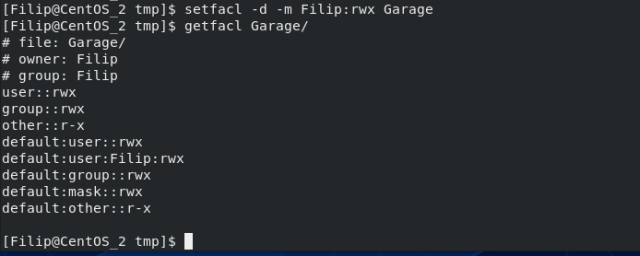 [Filip@CentOS_2 tmp]$ setfacl -d -m Filip:rwx Garage
[Filip@CentOS_2 tmp]$ getfacl Garage/
# file: Garage/
# owner: Filip
# group: Filip
user::rwx
group::rwx
other::r-x
default:user::rwx
default:user:Filip:rwx
default:group::rwx
default:mask::rwx
default:other::r-x
[Filip@CentOS_2 tmp]$